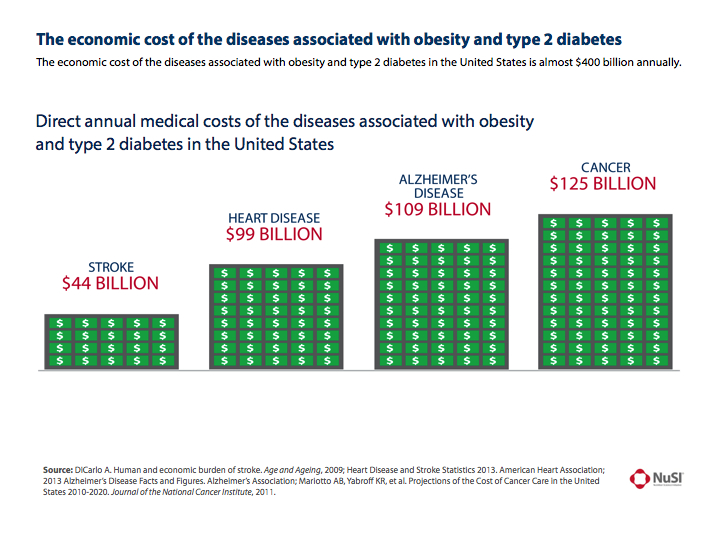 The economic cost of the diseases associated with obesity and type 2 diabetes
The economic cost of the diseases associated with obesity and type 2 diabetes in the United States is almost $400 billion annually.
Direct annual medical costs of the diseases associated with obesity
and type 2 diabetes in the United States
STROKE
$44 BILLION
HEART DISEASE
$99 BILLION
ALZHEIMER'S
DISEASE
$109 BILLION
CANCER
$125 BILLION
Source: DiCarlo A. Human and economic burden of stroke. Age and Ageing, 2009; Heart Disease and Stroke Statistics 2013. American Heart Association;
2013 Alzheimer's Disease Facts and Figures. Alzheimer's Association; Mariotto AB, Yabroff KR, et al. Projections of the Cost of Cancer Care in the United
States 2010-2020. Journal of the National Cancer Institute, 2011.
NuSI